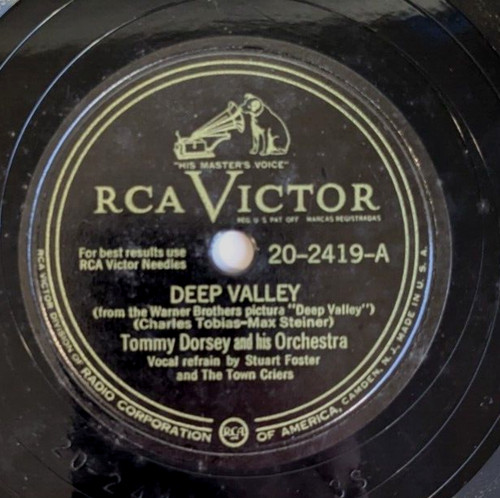 "HIS MASTER'S VOICE"
RCA VICTOR
REG. U.S. PAT. OFF. MARCAS REGISTRADAS
For best results use
RCA Victor Needles
20-2419-A
DEEP VALLEY
(from the Warner Brothers pictura "Deep Valley")
(Charles Tobias-Max Steiner)
Tommy Dorsey and his Orchestra
Vocal refrain by Stuart Foster
and The Town Criers
RCA VICTOR DIVISION OF RADIO CORPORATION OF AMERICA, CAMDEN, N. J. MADE IN U.S.A.
RCA